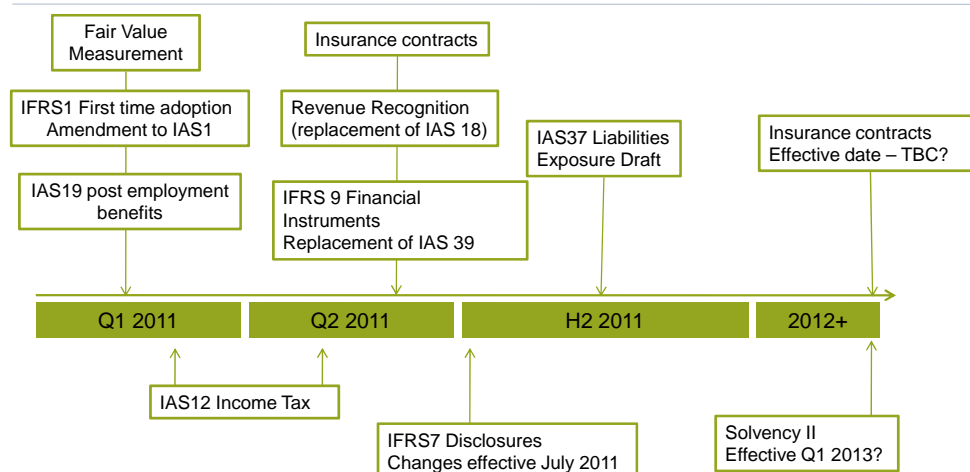 Fair Value
Measurement
Insurance contracts
IFRS1 First time adoption
Amendment to IAS1
Revenue Recognition
(replacement of IAS 18)
IAS37 Liabilities
Exposure Draft
Insurance contracts
Effective date – TBC?
IAS19 post employment
benefits
IFRS 9 Financial
Instruments
Replacement of IAS 39
Q1 2011
Q2 2011
H2 2011
2012+
IAS12 Income Tax
IFRS7 Disclosures
Changes effective July 2011
Solvency II
Effective Q1 2013?